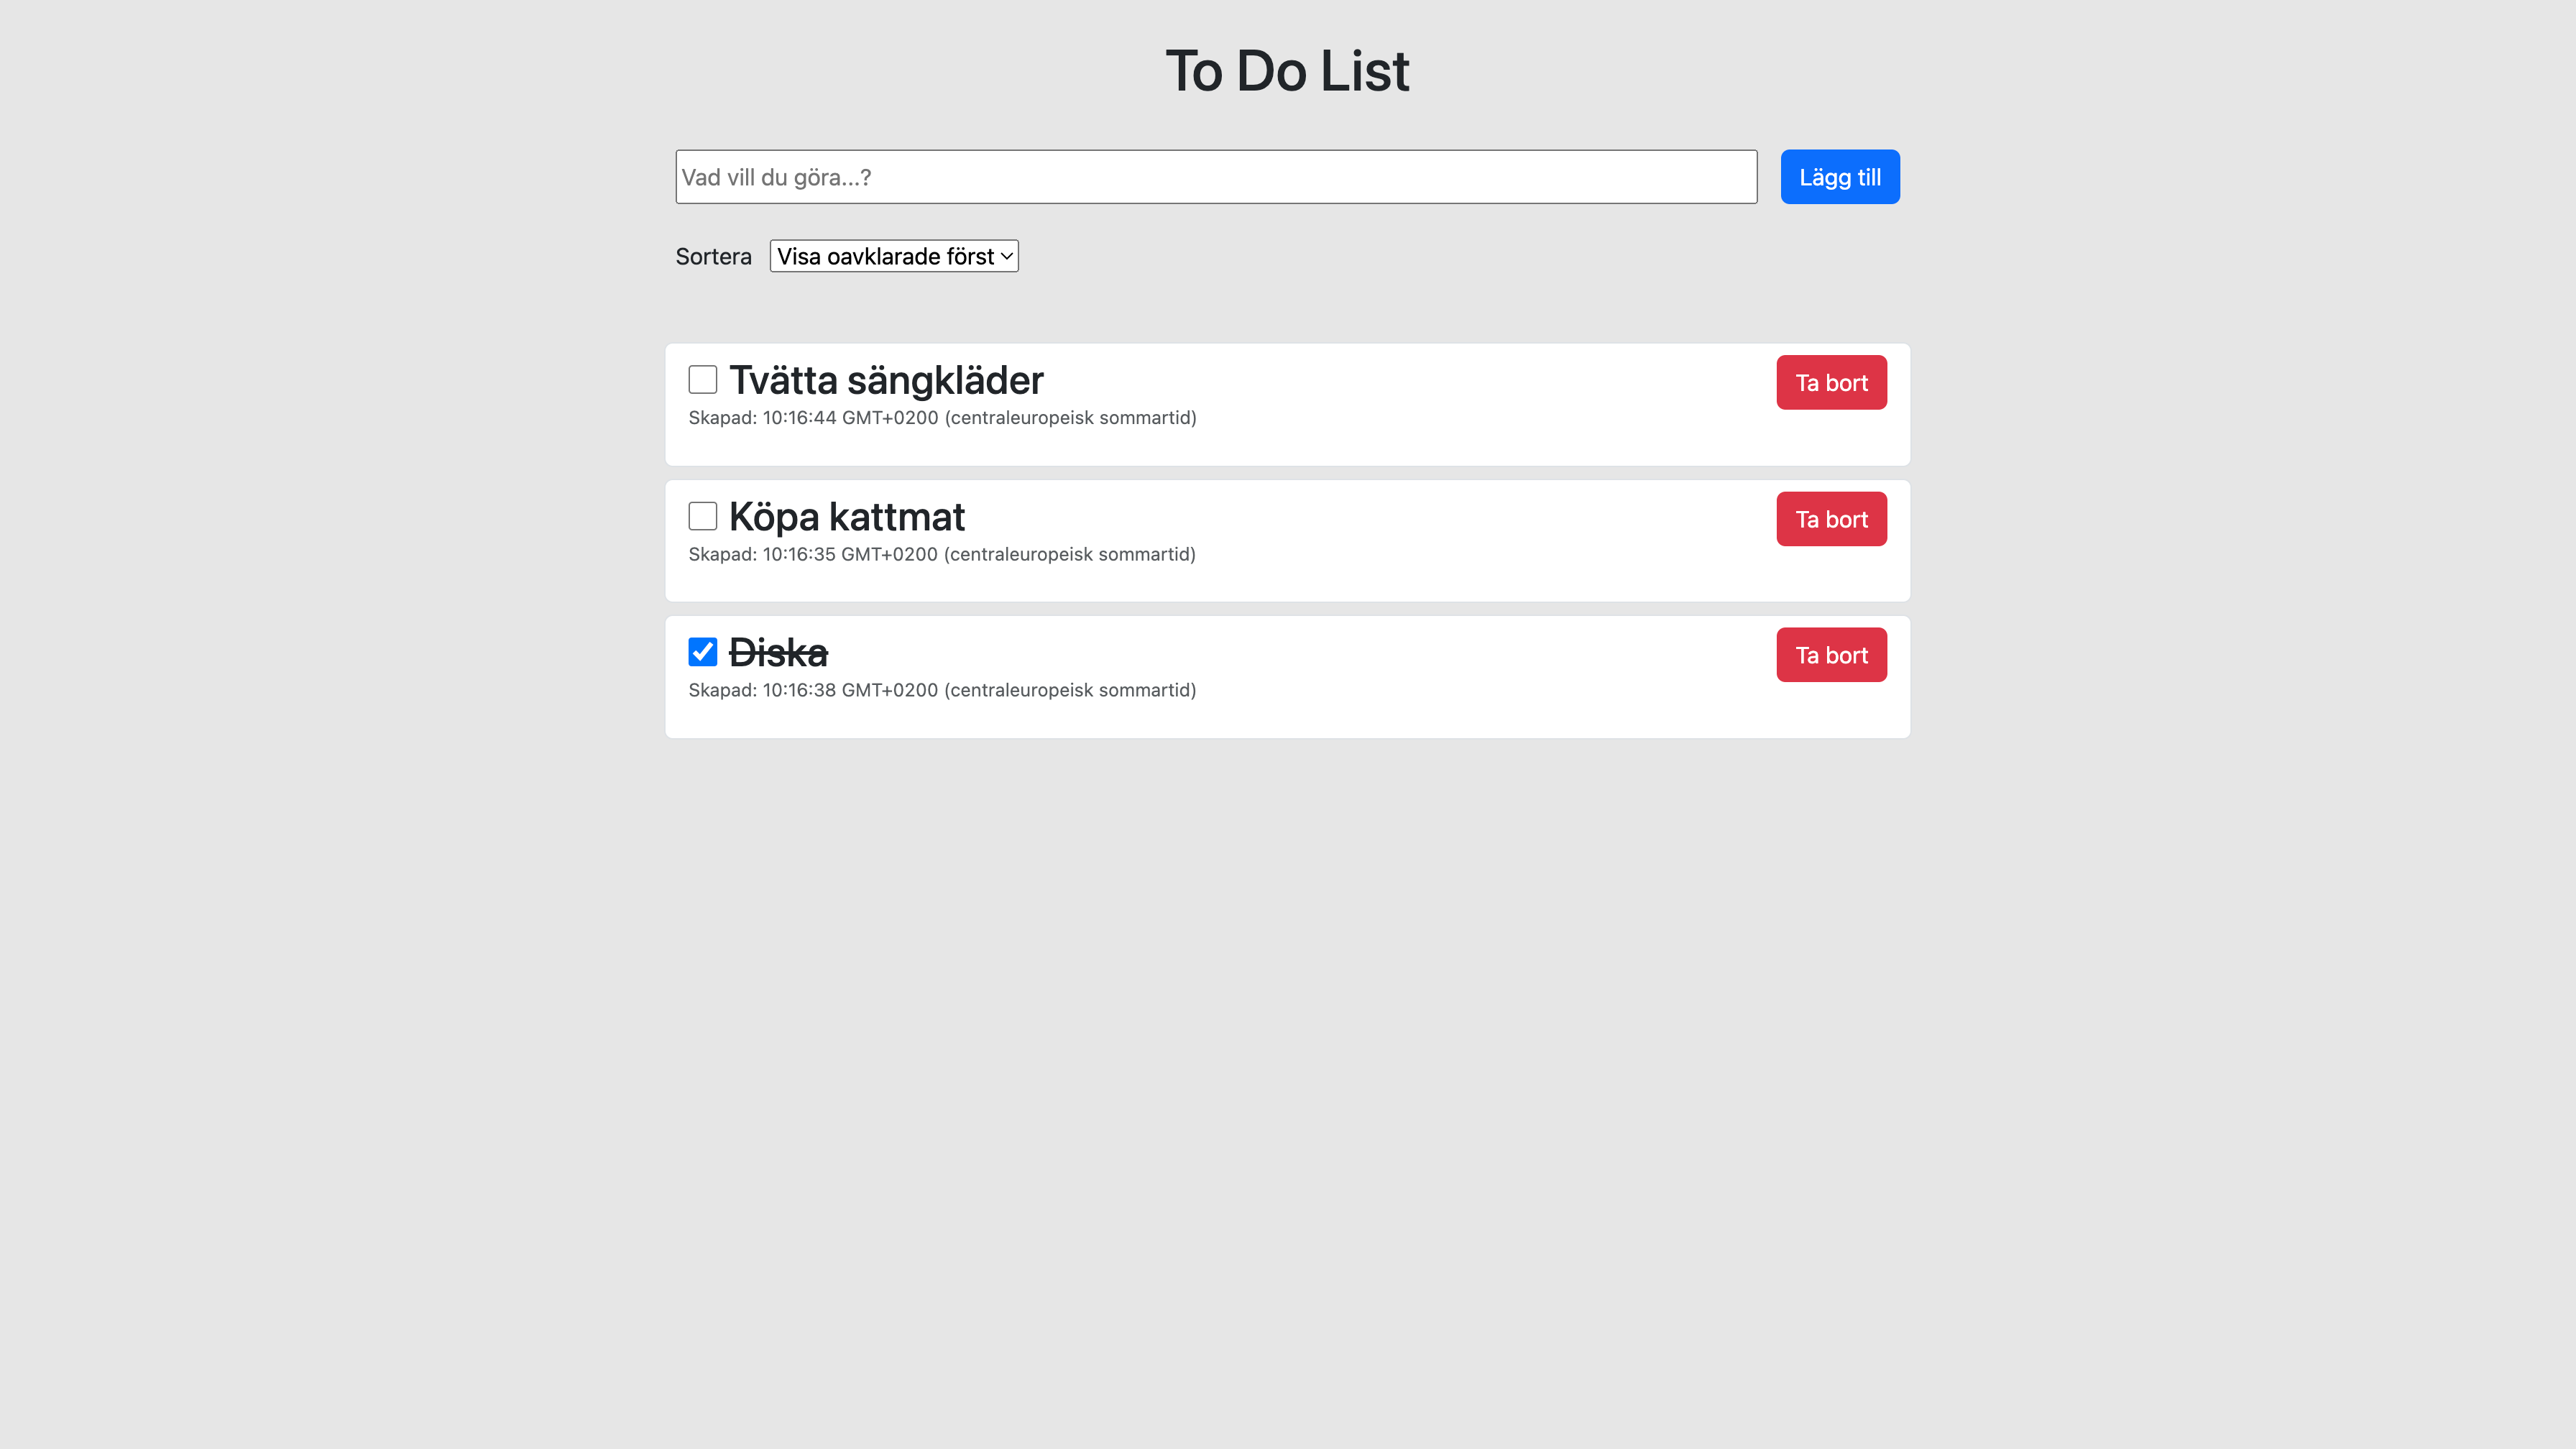 To Do List
Vad vill du göra...?
Lägg till
Sortera
Visa oavklarade först
Tvätta sängkläder
Ta bort
Skapad: 10:16:44 GMT+0200 (centraleuropeisk sommartid)
Köpa kattmat
Ta bort
Skapad: 10:16:35 GMT+0200 (centraleuropeisk sommartid)
Diska
Ta bort
Skapad: 10:16:38 GMT+0200 (centraleuropeisk sommartid)